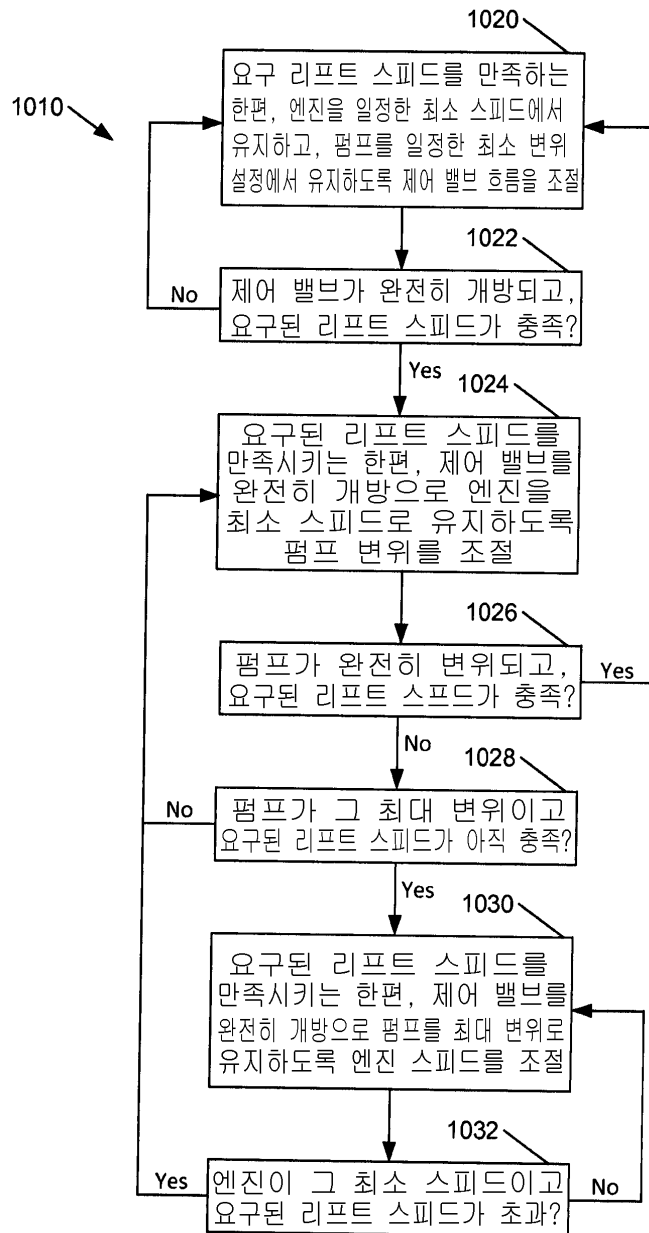 1020
1010
요구 리프트 스피드를 만족하는
한편, 엔진을 일정한 최소 스피드에서
유지하고, 펌프를 일정한 최소 변위
설정에서 유지하도록 제어 밸브 흐름을 조절
1022
제어 밸브가 완전히 개방되고,
요구된 리프트 스피드가 충족?
No
Yes
1024
요구된 리프트 스피드를
만족시키는 한편, 제어 밸브를
완전히 개방으로 엔진을
최소 스피드로 유지하도록
펌프 변위를 조절
1026
펌프가 완전히 변위되고,
요구된 리프트 스프드가 충족?
Yes
No
1028
펌프가 그 최대 변위이고
요구된 리프트 스피드가 아직 충족?
No
Yes
1030
요구된 리프트 스피드를
만족시키는 한편, 제어 밸브를
완전히 개방으로 펌프를 최대 변위로
유지하도록 엔진 스피드를 조절
1032
엔진이 그 최소 스피드이고
요구된 리프트 스피드가 초과?
Yes
No